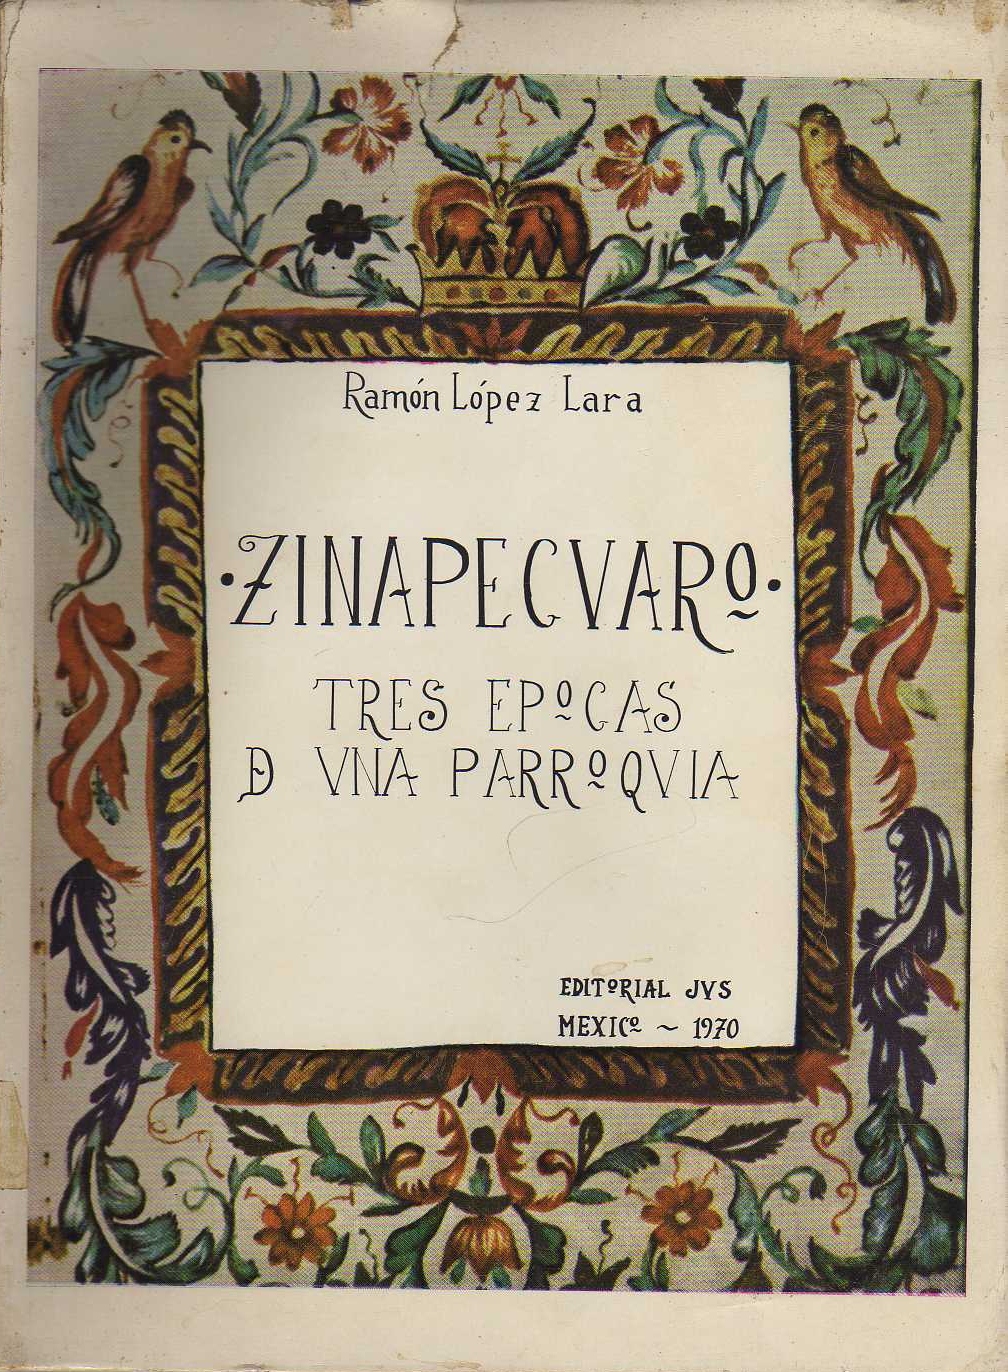 Ramón López Lara
·ZINAPECVARO·
TRES EPOCAS
D VNA PARROQVIA
EDITORIAL JVS
MEXICO ~ 1970